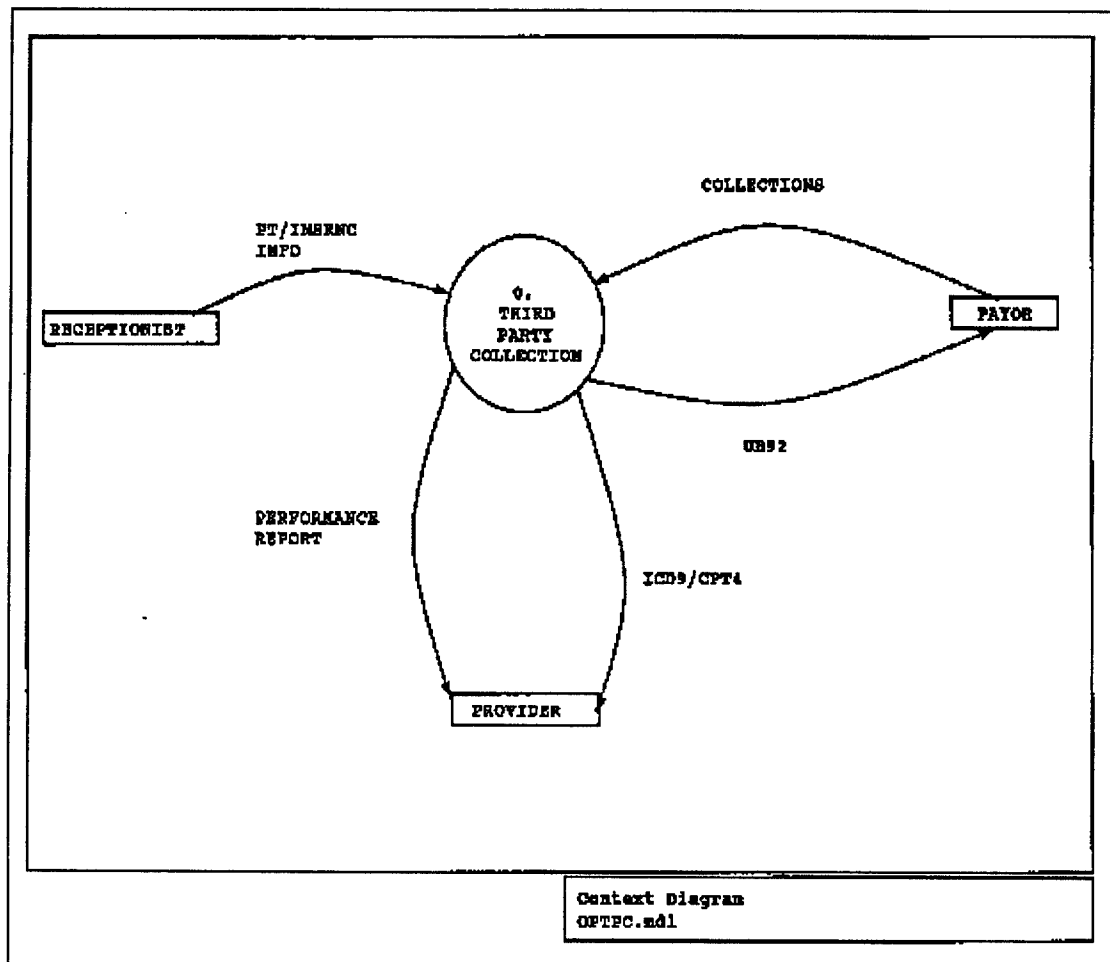 COLLECTIONS
PT/INSRNC
INFO
0.
THIRD
PARTY
COLLECTION
RECEPTIONIST
PAYOR
UB92
PERFORMANCE
REPORT
ICD9/CPT4
PROVIDER
Context Diagram
OPTPC.mdl